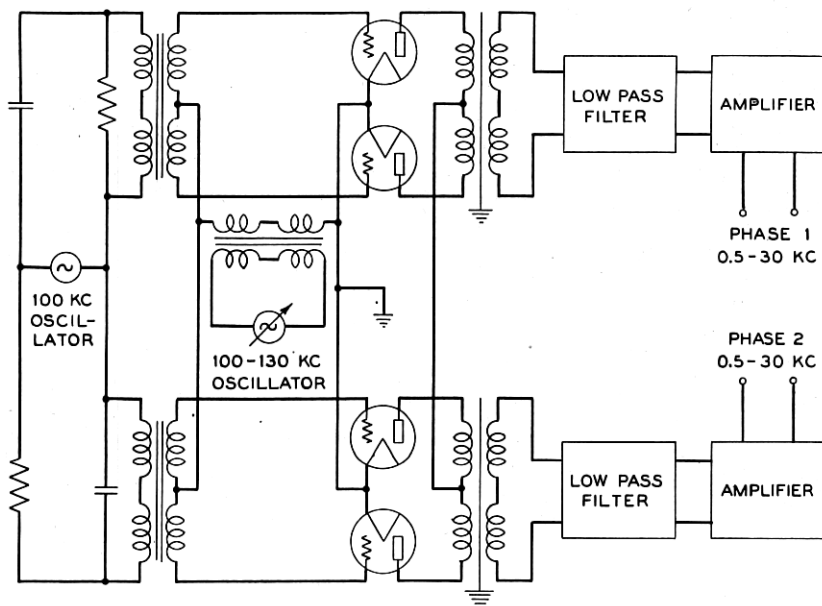 LOW PASS
FILTER
AMPLIFIER
PHASE 1
0.5-30 KC
100 KC
OSCIL-
LATOR
100-130 KC
OSCILLATOR
PHASE 2
0.5-30 KC
LOW PASS
FILTER
AMPLIFIER